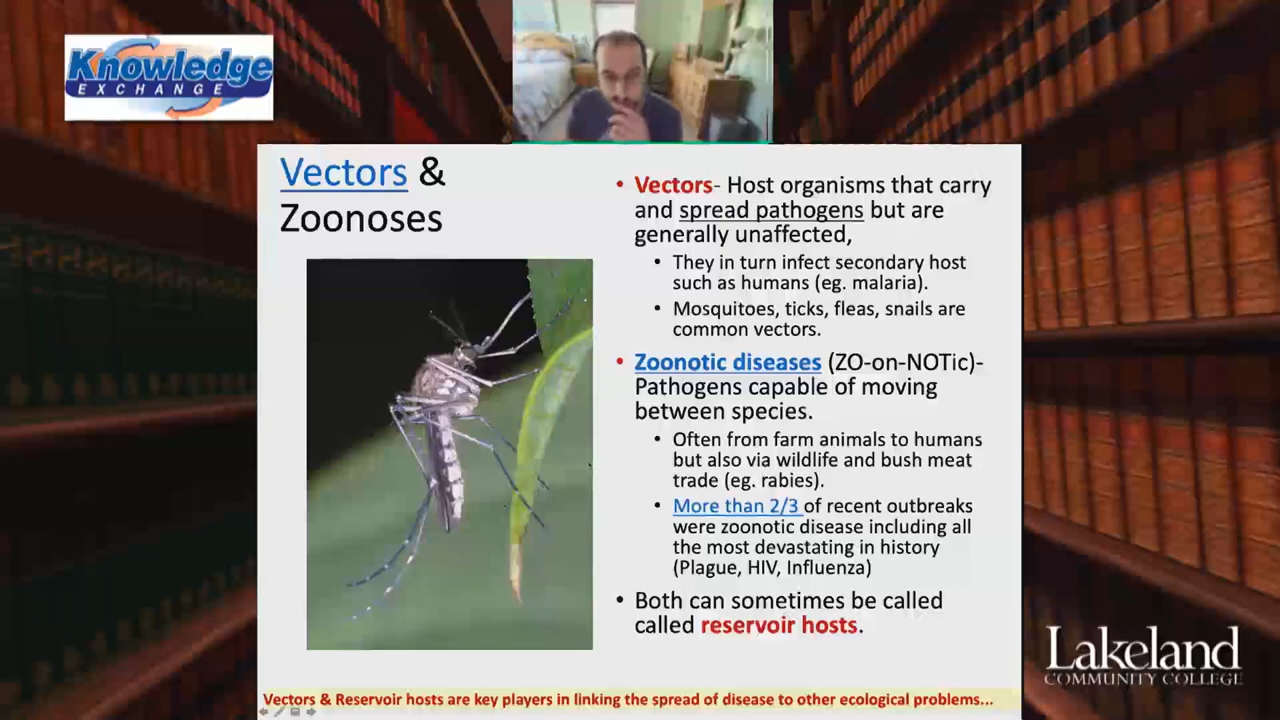 Knowledge
EXCHANGE
Vectors &
Zoonoses
• Vectors- Host organisms that carry
and spread pathogens but are
generally unaffected,
• They in turn infect secondary host
such as humans (eg. malaria).
• Mosquitoes, ticks, fleas, snails are
common vectors.
• Zoonotic diseases (ZO-on-NOTic)-
Pathogens capable of moving
between species.
• Often from farm animals to humans
but also via wildlife and bush meat
trade (eg. rabies).
• More than 2/3 of recent outbreaks
were zoonotic disease including all
the most devastating in history
(Plague, HIV, Influenza)
• Both can sometimes be called
called reservoir hosts.
Vectors & Reservoir hosts are key players in linking the spread of disease to other ecological problems...
Lakeland
COMMUNITY COLLEGE